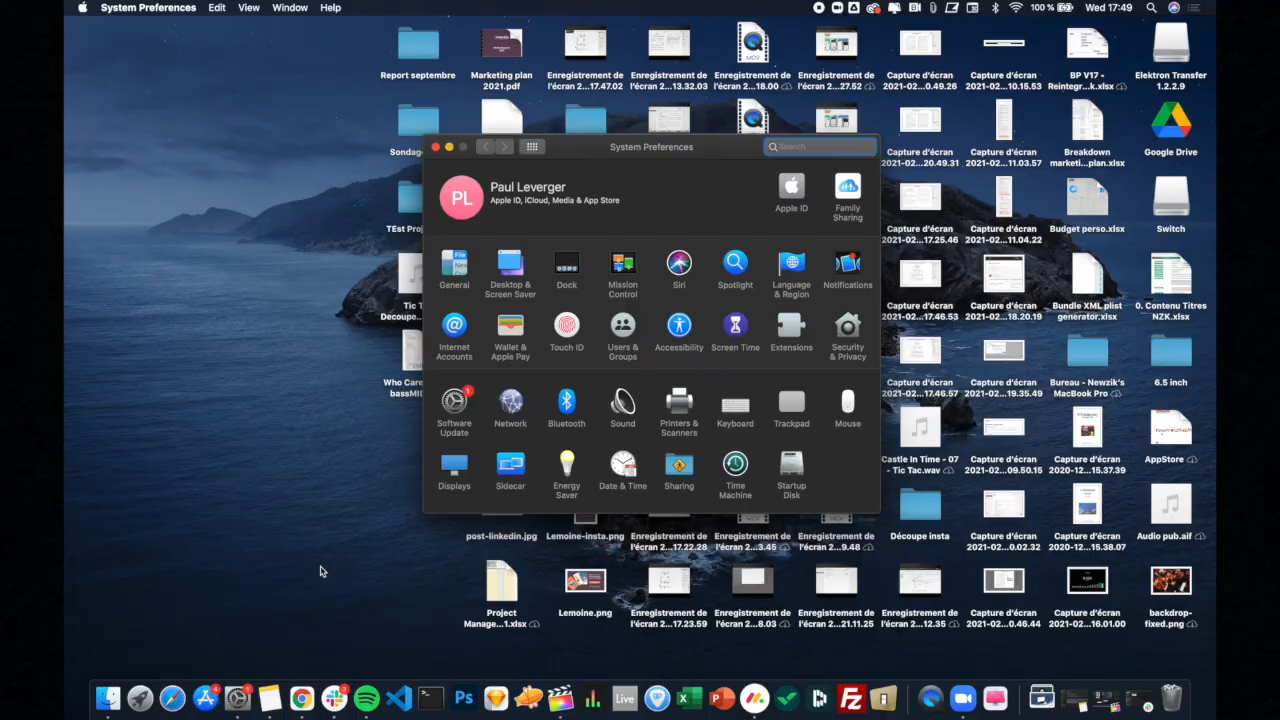 System Preferences Edit View Window Help 100 % Wed 17:49
Report septembre
Marketing plan
2021.pdf
Enregistrement de
l'écran 2...17.47.02
Enregistrement de
l'écran 2...13.32.03
Enregistrement de
l'écran 2...18.00
Enregistrement de
l'écran 2...27.52
Capture d'écran
2021-02...0.49.26
Capture d'écran
2021-02...10.15.53
BP V17 -
Reintegr...k.xlsx
Elektron Transfer
1.2.2.9
MOV
Sondag
Capture d'écran
2021-02...20.49.31
Capture d'écran
2021-02...11.03.57
Breakdown
marketi...plan.xlsx
Google Drive
System Preferences
Search
PL
Paul Leverger
Apple ID, iCloud, Media & App Store
Apple ID
Family
Sharing
TEst Proj
Capture d'écran
2021-02...17.25.46
Capture d'écran
2021-02...11.04.22
Budget perso.xlsx
Switch
General
Desktop &
Screen Saver
Dock
Mission
Control
Siri
Spotlight
Language
& Region
Notifications
File
New
Tic T
Decoupe...
Capture d'écran
2021-02...17.46.53
Capture d'écran
2021-02...18.20.19
Bundle XML plist
generator.xlsx
0. Contenu Titres
NZK.xlsx
Internet
Accounts
Wallet &
Apple Pay
Touch ID
Users &
Groups
Accessibility
Screen Time
Extensions
Security
& Privacy
Who Care
bassMID
Capture d'écran
2021-02...17.46.57
Capture d'écran
2021-02...19.35.49
Bureau - Newzik's
MacBook Pro
6.5 inch
1
Software
Update
Network
Bluetooth
Sound
Printers &
Scanners
Keyboard
Trackpad
Mouse
Castle In Time - 07
- Tic Tac.wav
Capture d'écran
2021-02...09.50.15
Capture d'écran
2020-12...15.37.39
AppStore
Displays
Sidecar
Energy
Saver
Date & Time
Sharing
Time
Machine
Startup
Disk
post-linkedin.jpg
Lemoine-insta.png
Enregistrement de
l'écran 2...17.22.28
Enregistrement de
l'écran 2...3.45
Enregistrement de
l'écran 2...9.48
Découpe insta
Capture d'écran
2021-02...0.02.32
Capture d'écran
2020-12...15.38.07
Audio pub.aif
Project
Manage...1.xlsx
Lemoine.png
Enregistrement de
l'écran 2...17.23.59
Enregistrement de
l'écran 2...8.03
Enregistrement de
l'écran 2...21.11.25
Enregistrement de
l'écran 2...12.35
Capture d'écran
2021-02...0.46.44
Capture d'écran
2021-02...16.01.00
backdrop-
fixed.png
4 1 3 Ps Live X P FZ